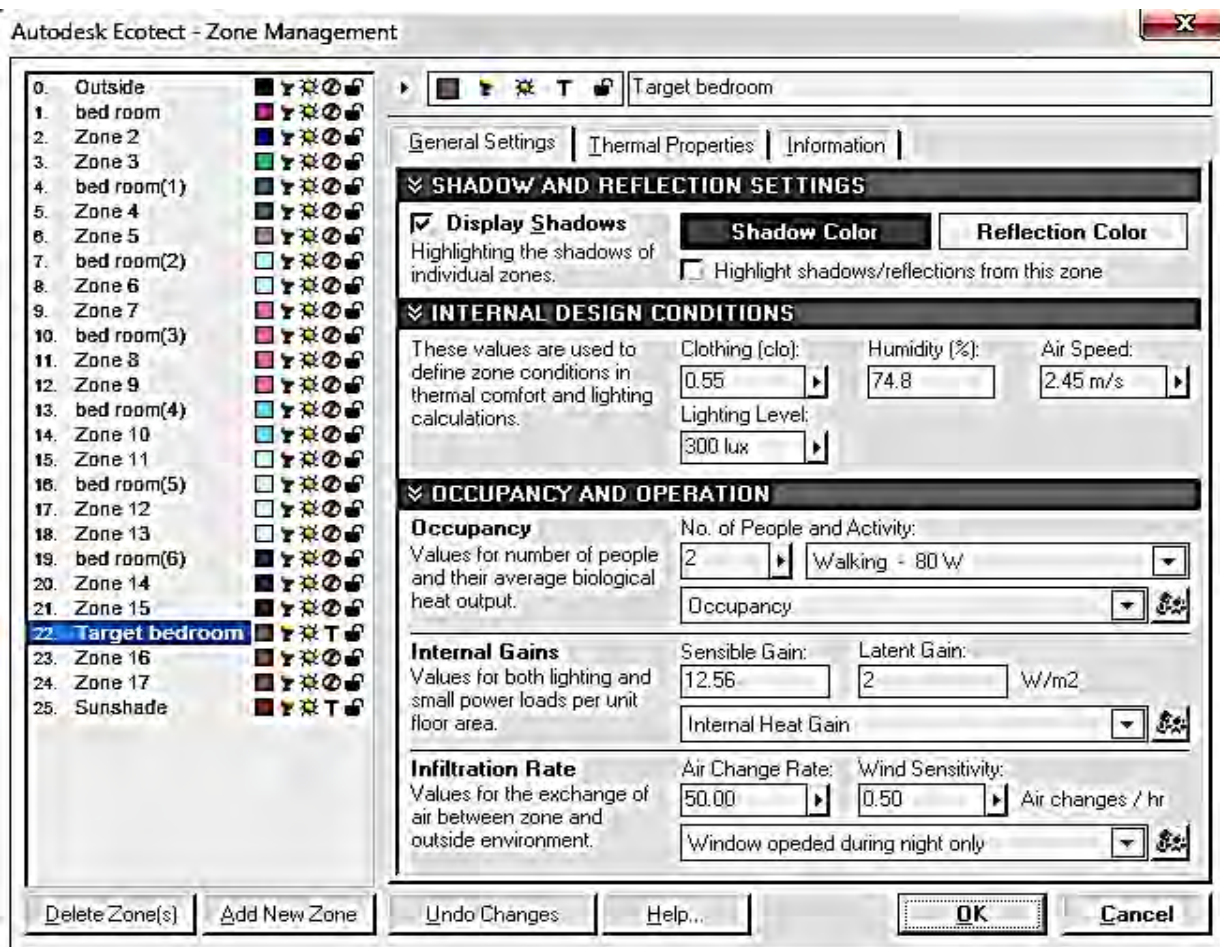 Autodesk Ecotect - Zone Management
0. Outside
1. bed room
2. Zone 2
3. Zone 3
4. bed room(1)
5. Zone 4
6. Zone 5
7. bed room(2)
8. Zone 6
9. Zone 7
10. bed room(3)
11. Zone 8
12. Zone 9
13. bed room(4)
14. Zone 10
15. Zone 11
16. bed room(5)
17. Zone 12
18. Zone 13
19. bed room(6)
20. Zone 14
21. Zone 15
22. Target bedroom T
23. Zone 16
24. Zone 17
25. Sunshade T
Delete Zone(s) Add New Zone
T Target bedroom
General Settings Thermal Properties Information
SHADOW AND REFLECTION SETTINGS
Display Shadows
Highlighting the shadows of
individual zones.
Shadow Color Reflection Color
Highlight shadows/reflections from this zone
INTERNAL DESIGN CONDITIONS
These values are used to
define zone conditions in
thermal comfort and lighting
calculations.
Clothing (clo): Humidity (%): Air Speed:
0.55 74.8 2.45 m/s
Lighting Level:
300 lux
OCCUPANCY AND OPERATION
Occupancy
Values for number of people
and their average biological
heat output.
No. of People and Activity:
2 Walking - 80 W
Occupancy
Internal Gains
Values for both lighting and
small power loads per unit
floor area.
Sensible Gain: Latent Gain:
12.56 2 W/m2
Internal Heat Gain
Infiltration Rate
Values for the exchange of
air between zone and
outside environment.
Air Change Rate: Wind Sensitivity:
50.00 0.50 Air changes / hr
Window opeded during night only
Undo Changes Help... OK Cancel